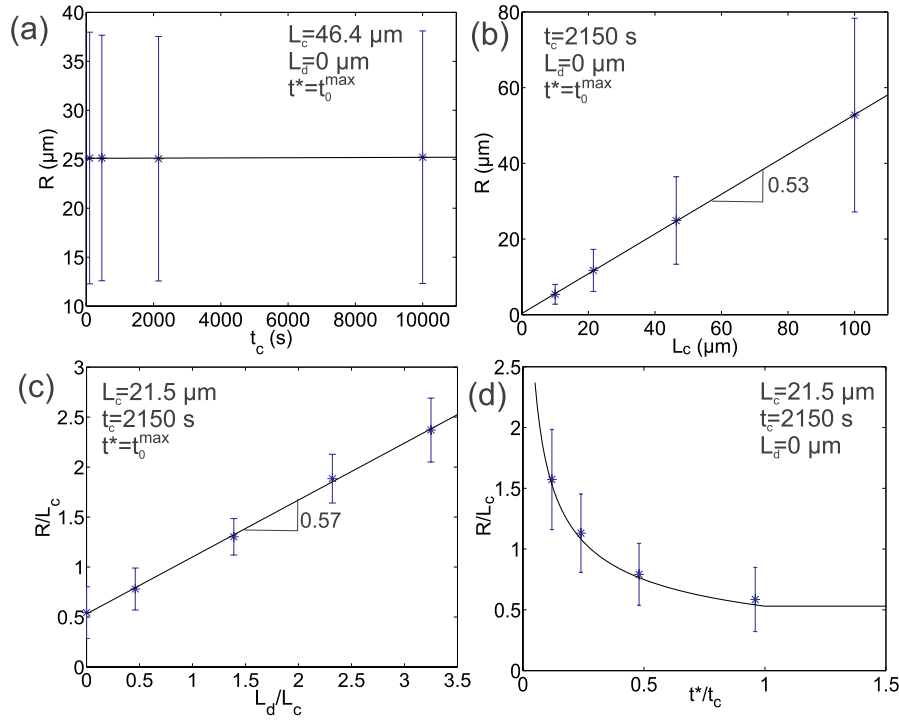 (a)
L_c=46.4 μm
L_d=0 μm
t*=t_0^max
40
35
30
25
20
15
10
R (μm)
0 2000 4000 6000 8000 10000
t_c (s)
(b)
t_c=2150 s
L_d=0 μm
t*=t_0^max
80
60
40
20
0
R (μm)
0.53
0 20 40 60 80 100
L_c (μm)
(c)
L_c=21.5 μm
t_c=2150 s
t*=t_0^max
3
2.5
2
1.5
1
0.5
0
R/L_c
0.57
0 0.5 1 1.5 2 2.5 3 3.5
L_d/L_c
(d)
L_c=21.5 μm
t_c=2150 s
L_d=0 μm
2.5
2
1.5
1
0.5
0
R/L_c
0 0.5 1 1.5
t*/t_c